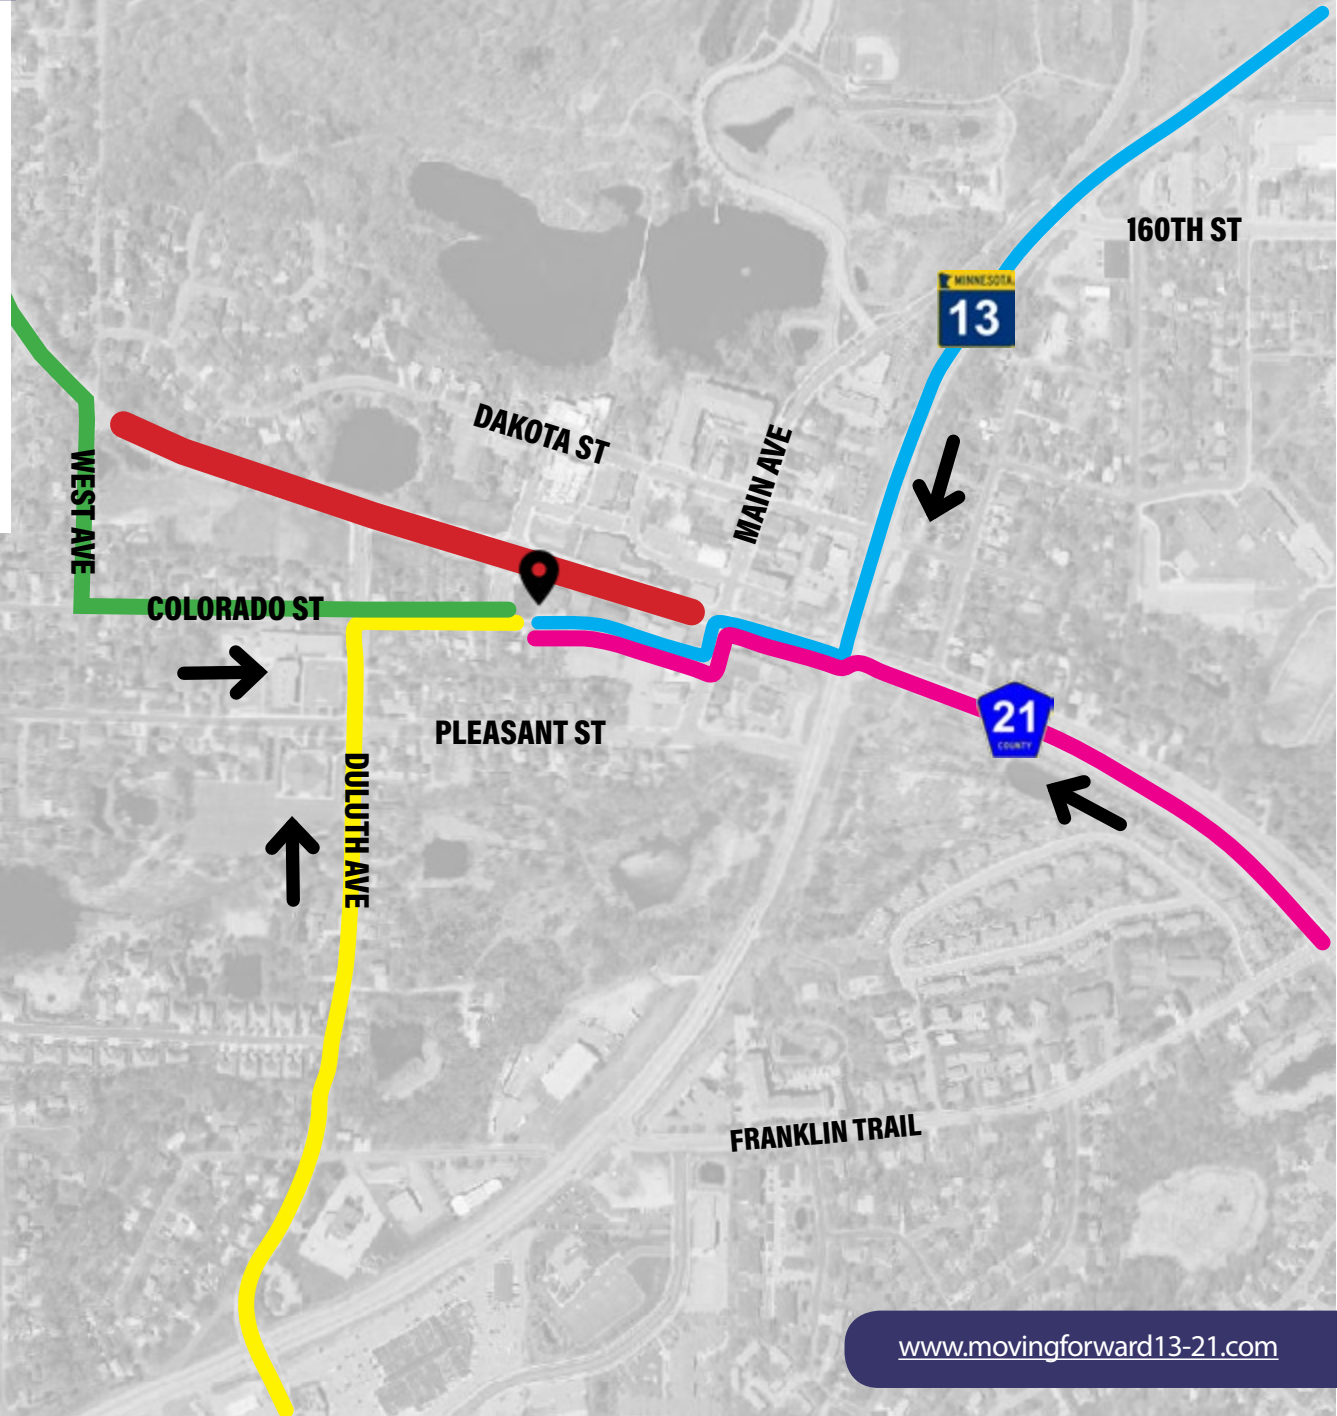 160TH ST
MINNESOTA
13
DAKOTA ST
MAIN AVE
WEST AVE
COLORADO ST
21
COUNTY
PLEASANT ST
DULUTH AVE
FRANKLIN TRAIL
www.movingforward13-21.com